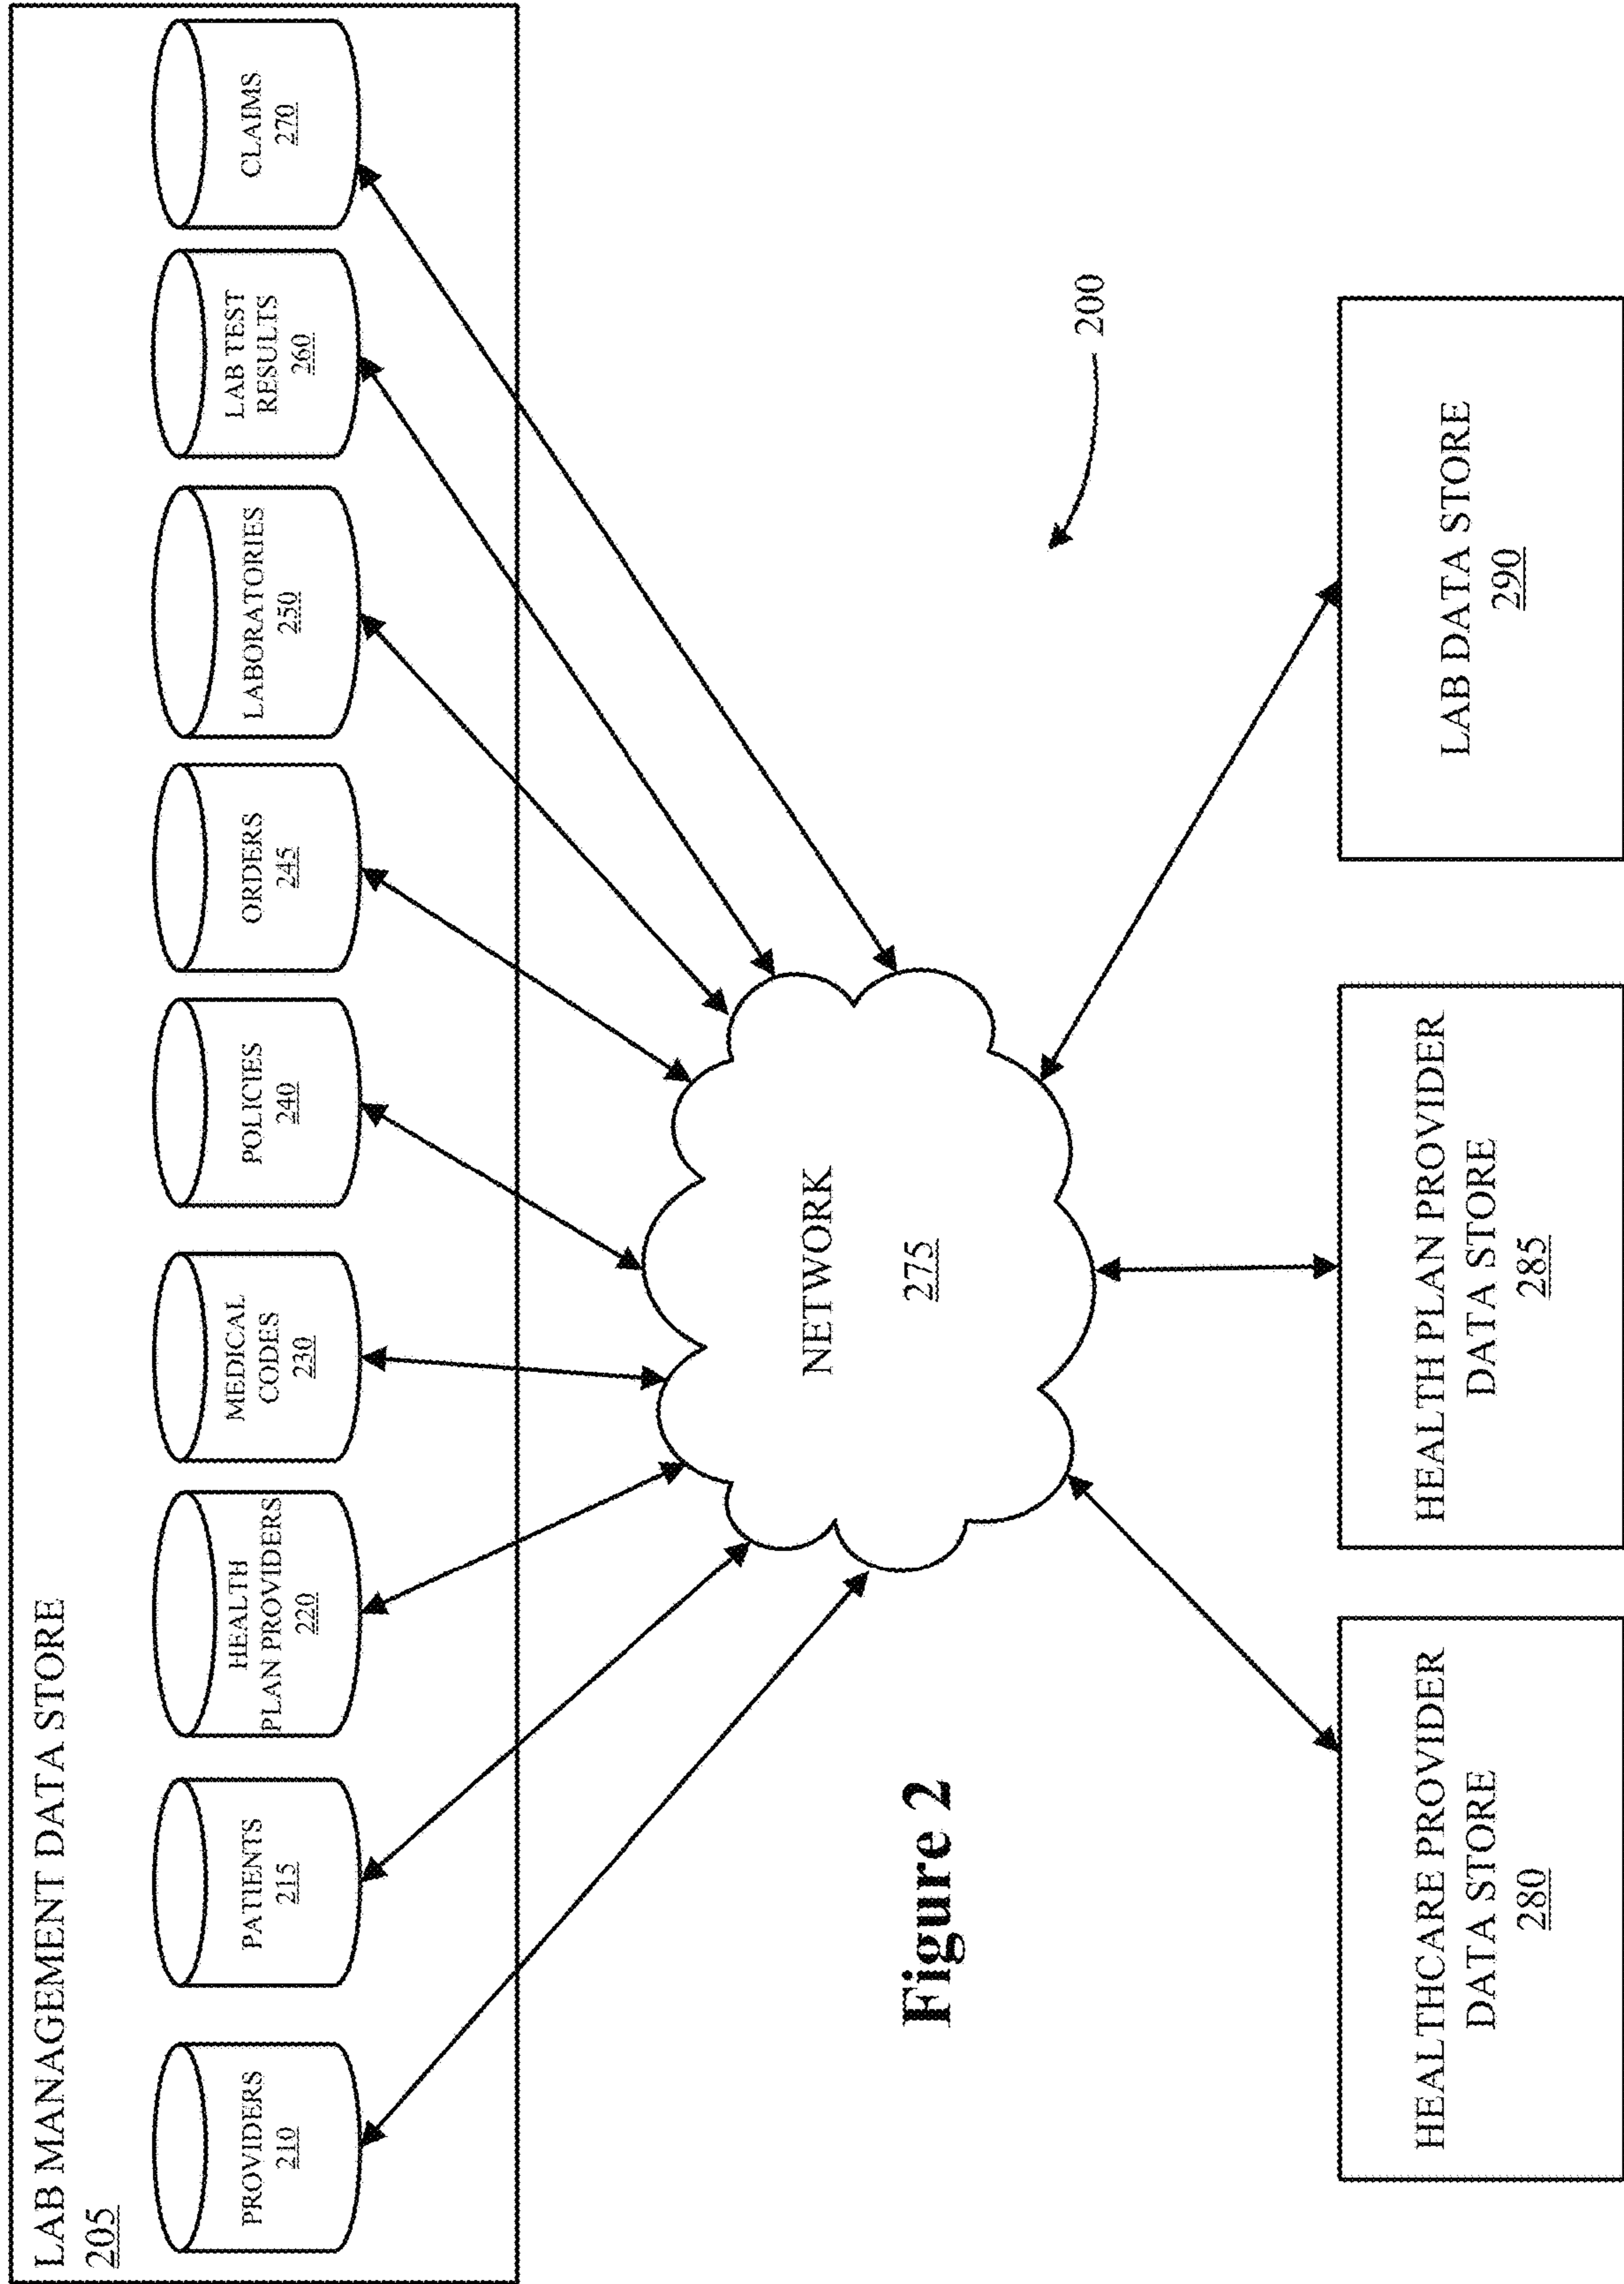 LAB MANAGEMENT DATA STORE
205
PROVIDERS
210
PATIENTS
215
HEALTH
PLAN PROVIDERS
220
MEDICAL
CODES
230
POLICIES
240
ORDERS
245
LABORATORIES
250
LAB TEST
RESULTS
260
CLAIMS
270
NETWORK
275
200
Figure 2
HEALTHCARE PROVIDER
DATA STORE
280
HEALTH PLAN PROVIDER
DATA STORE
285
LAB DATA STORE
290